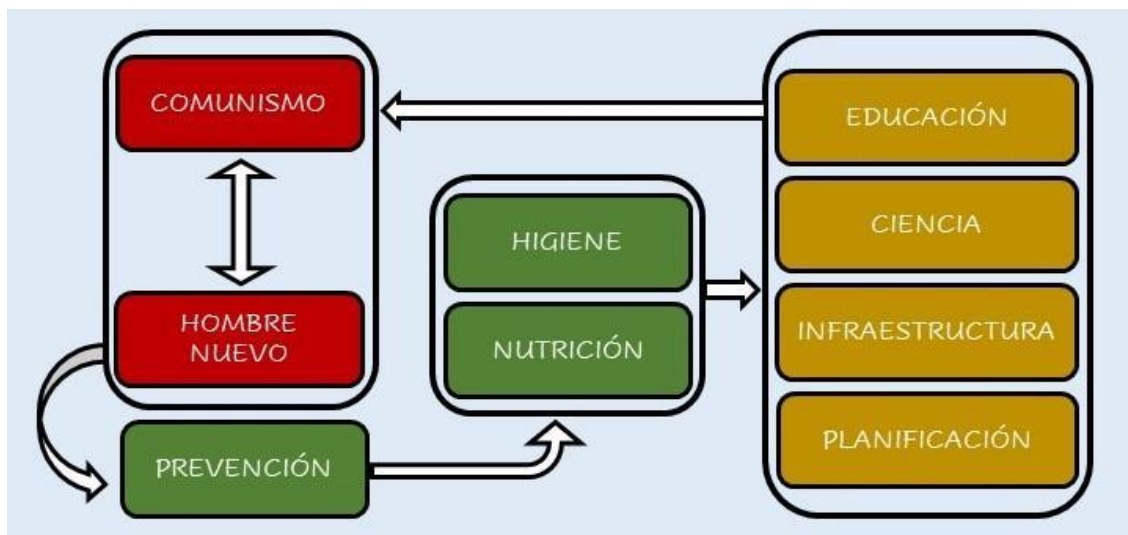 COMUNISMO
HOMBRE
NUEVO
PREVENCIÓN
HIGIENE
NUTRICIÓN
EDUCACIÓN
CIENCIA
INFRAESTRUCTURA
PLANIFICACIÓN